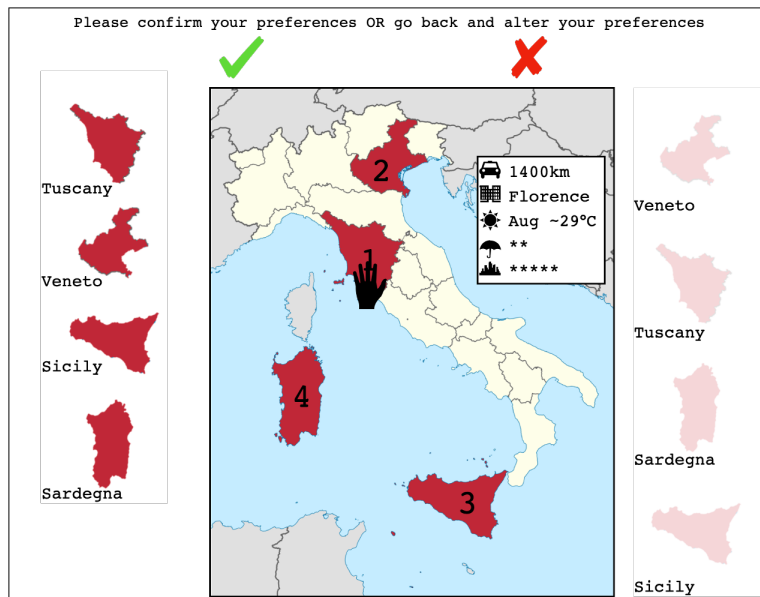 Please confirm your preferences OR go back and alter your preferences
Tuscany
Veneto
Sicily
Sardegna
2
1
4
3
1400km
Florence
Aug ~29°C
**
*****
Veneto
Tuscany
Sardegna
Sicily